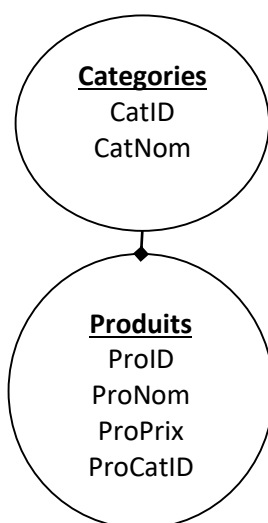 Categories
CatID
CatNom
Produits
ProID
ProNom
ProPrix
ProCatID